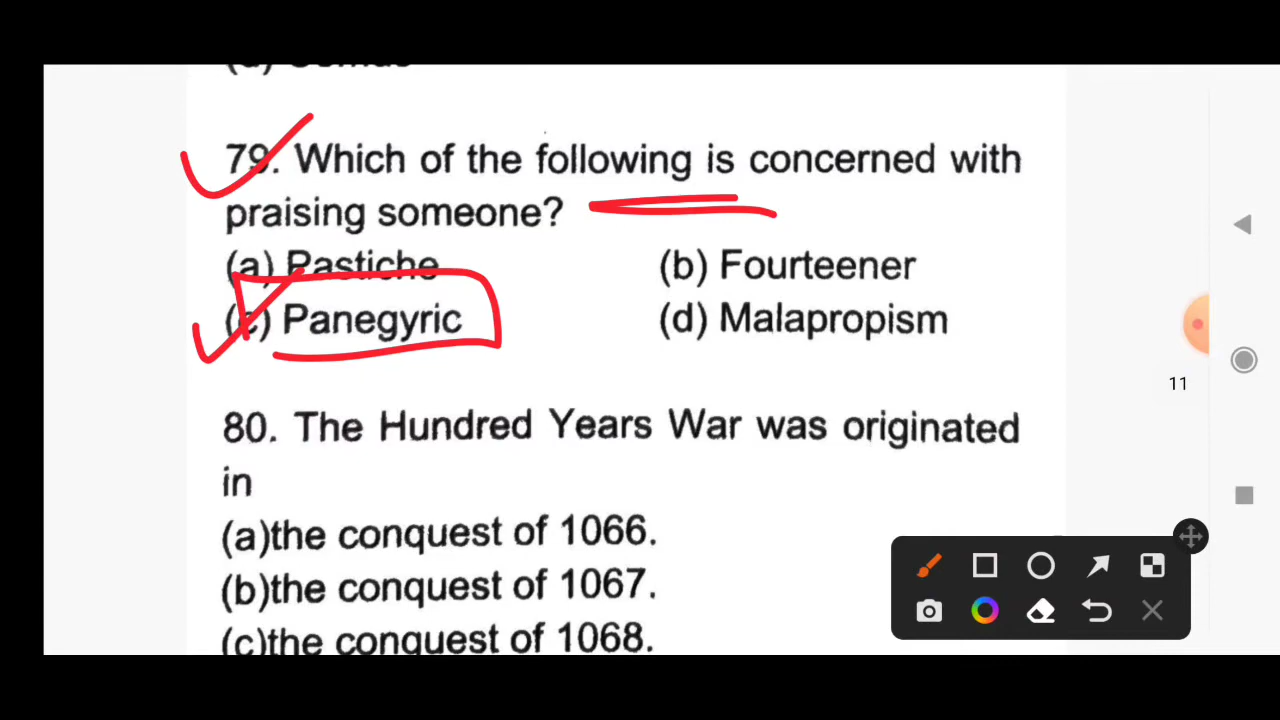 79. Which of the following is concerned with
praising someone?
(a) Pastiche (b) Fourteener
(c) Panegyric (d) Malapropism
11
80. The Hundred Years War was originated
in
(a)the conquest of 1066.
(b)the conquest of 1067.
(c)the conquest of 1068.